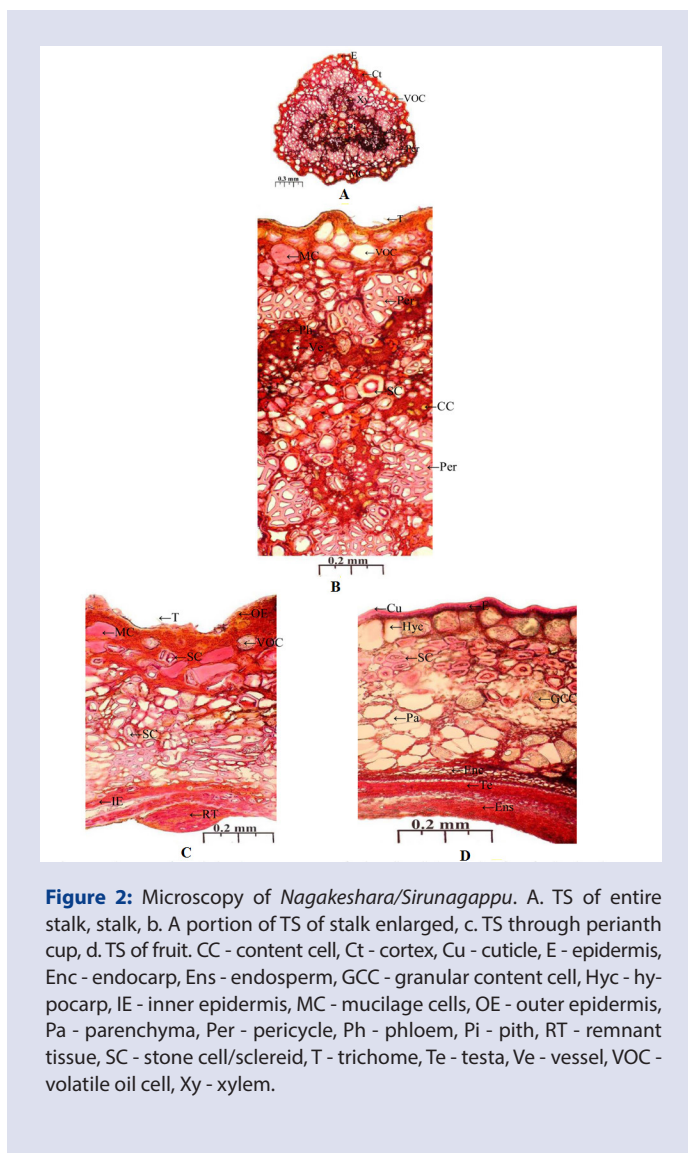 E
Ct
VOC
Xy
Pi
Ph
Per
MC
0.3 mm
A
T
MC
VOC
Per
Ph
Ve
SC
CC
Per
0.2 mm
B
T
OE
MC
VOC
SC
SC
IE
RT
0.2 mm
C
Cu
E
Hyc
SC
GCC
Pa
Enc
Te
Ens
0.2 mm
D
Figure 2: Microscopy of Nagakeshara/Sirunagappu. A. TS of entire
stalk, stalk, b. A portion of TS of stalk enlarged, c. TS through perianth
cup, d. TS of fruit. CC - content cell, Ct - cortex, Cu - cuticle, E - epidermis,
Enc - endocarp, Ens - endosperm, GCC - granular content cell, Hyc - hy-
pocarp, IE - inner epidermis, MC - mucilage cells, OE - outer epidermis,
Pa - parenchyma, Per - pericycle, Ph - phloem, Pi - pith, RT - remnant
tissue, SC - stone cell/sclereid, T - trichome, Te - testa, Ve - vessel, VOC -
volatile oil cell, Xy - xylem.